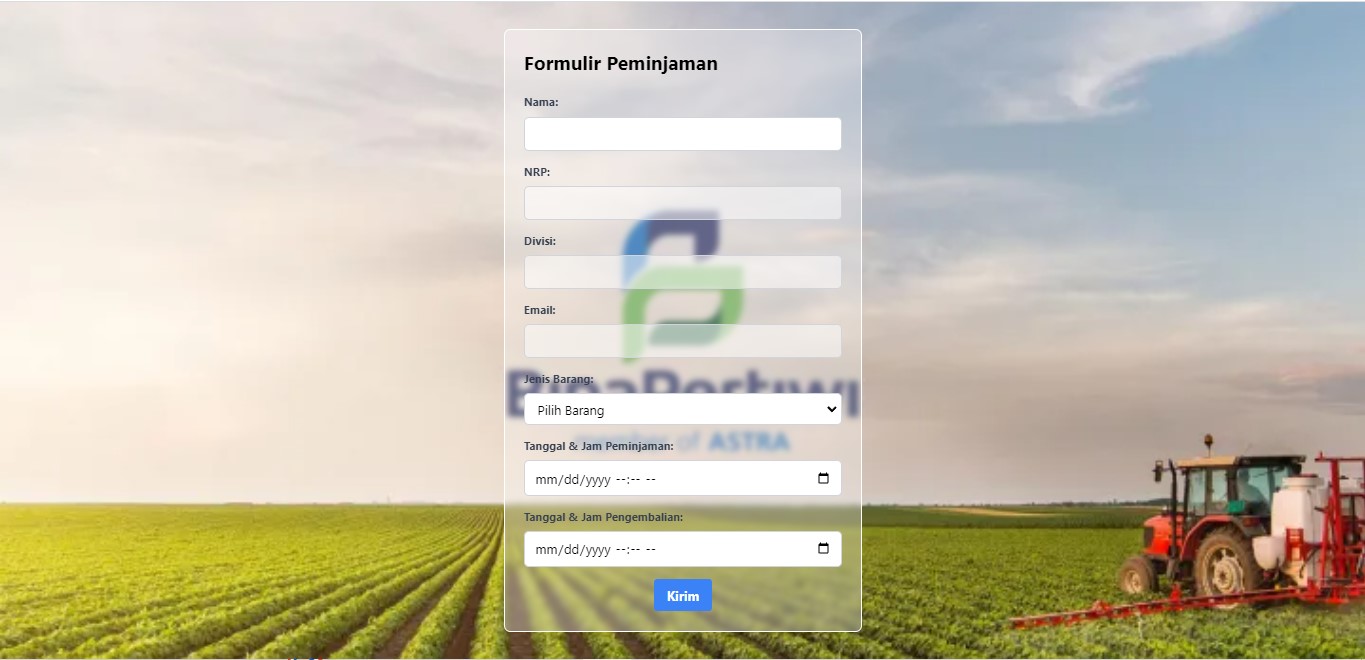 Formulir Peminjaman
Nama:
NRP:
Divisi:
Email:
Jenis Barang:
BinaPertiwi
Pilih Barang
member of ASTRA
Tanggal & Jam Peminjaman:
mm/dd/yyyy --:-- --
Tanggal & Jam Pengembalian:
mm/dd/yyyy --:-- --
Kirim